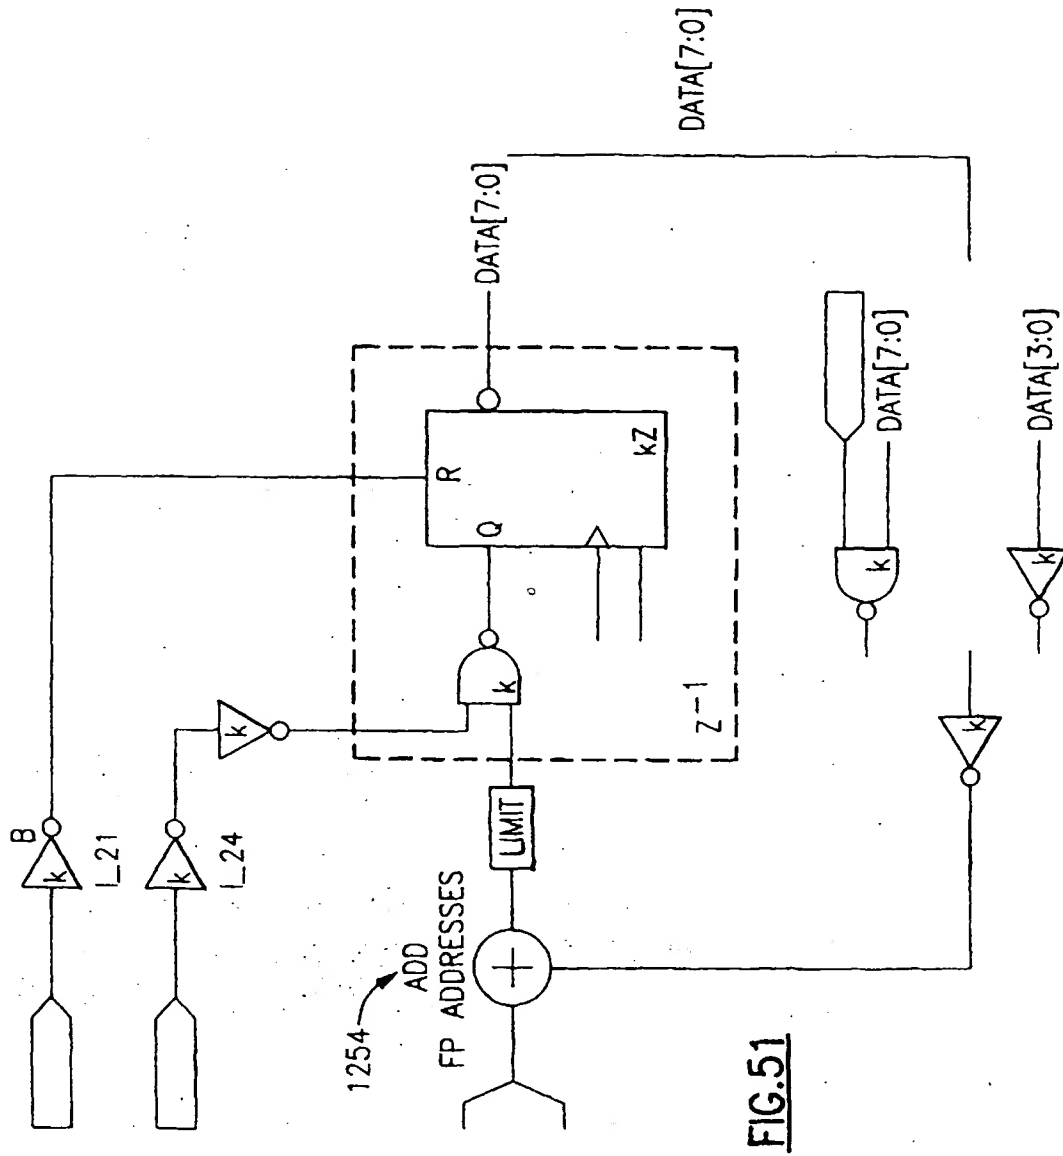 B
k
I_21
k
I_24
k
1254
ADD
FP ADDRESSES
+
LIMIT
k
Z-1
Q
R
kZ
DATA[7:0]
DATA[7:0]
k
DATA[7:0]
k
DATA[3:0]
k
FIG.51